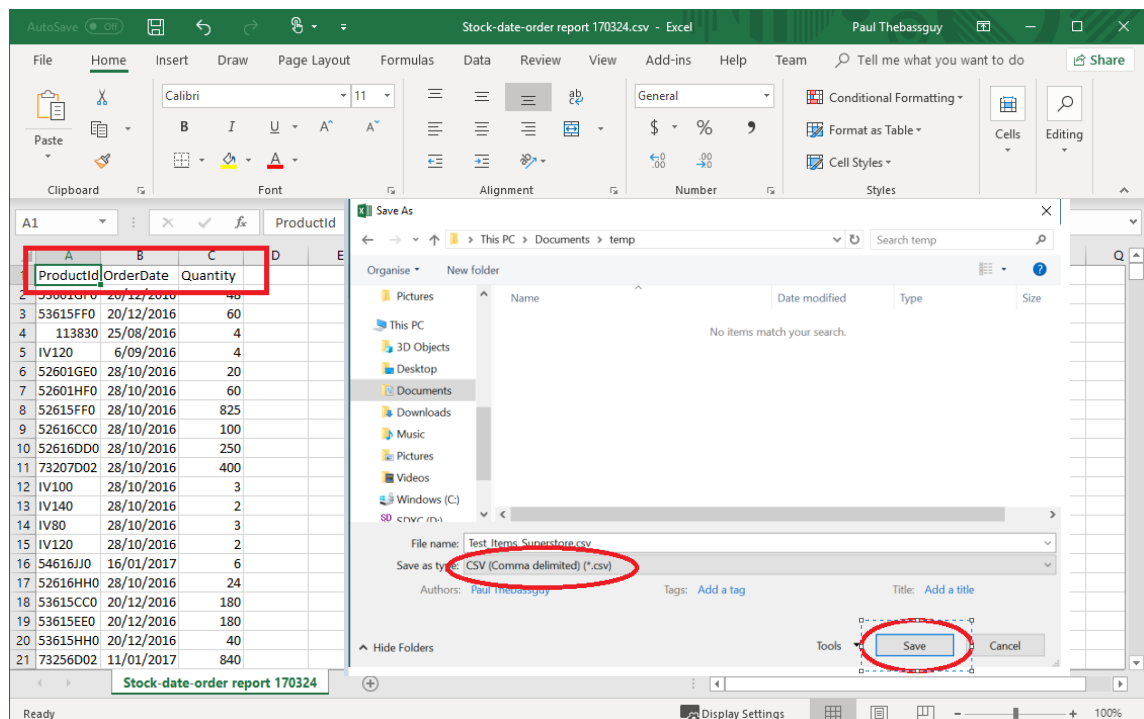 AutoSave Off Stock-date-order report 170324.csv - Excel Paul Thebassguy
File Home Insert Draw Page Layout Formulas Data Review View Add-ins Help Team Tell me what you want to do Share
Paste
Calibri 11
B I U A A
A
ab
General
$ % ,
Conditional Formatting
Format as Table
Cell Styles
Cells
Editing
Clipboard Font Alignment Number Styles
A1 fx ProductId
A B C D E Q
1 ProductId OrderDate Quantity
2
3 53615FF0 20/12/2016 60
4 113830 25/08/2016 4
5 IV120 6/09/2016 4
6 52601GE0 28/10/2016 20
7 52601HF0 28/10/2016 60
8 52615FF0 28/10/2016 825
9 52616CC0 28/10/2016 100
10 52616DD0 28/10/2016 250
11 73207D02 28/10/2016 400
12 IV100 28/10/2016 3
13 IV140 28/10/2016 2
14 IV80 28/10/2016 3
15 IV120 28/10/2016 2
16 54616JJ0 16/01/2017 6
17 52616HH0 28/10/2016 24
18 53615CC0 20/12/2016 180
19 53615EE0 20/12/2016 180
20 53615HH0 20/12/2016 40
21 73256D02 11/01/2017 840
Save As
This PC > Documents > temp
Search temp
Organise New folder
Name Date modified Type Size
No items match your search.
Pictures
This PC
3D Objects
Desktop
Documents
Downloads
Music
Pictures
Videos
Windows (C:)
File name: Test_Items_Superstore.csv
Save as type: CSV (Comma delimited) (*.csv)
Authors: Paul Thebassguy Tags: Add a tag Title: Add a title
Hide Folders Tools Save Cancel
Stock-date-order report 170324
Ready Display Settings 100%